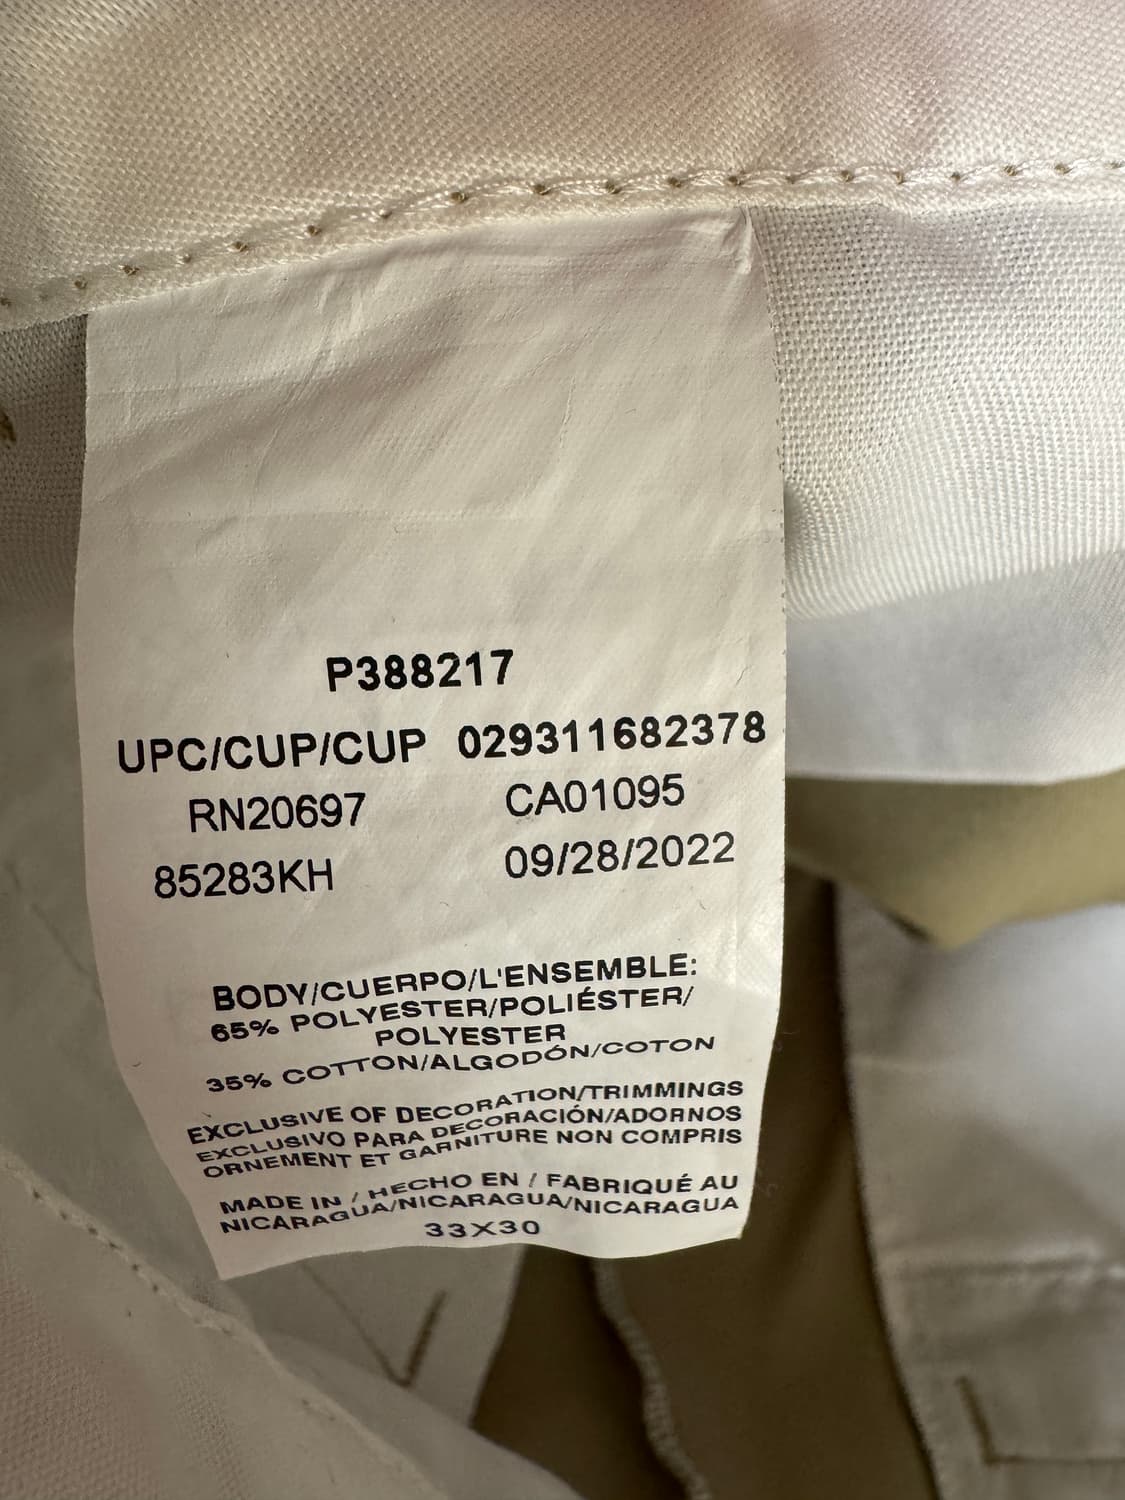 P388217
UPC/CUP/CUP 029311682378
RN20697 CA01095
85283KH 09/28/2022
BODY/CUERPO/L'ENSEMBLE:
65% POLYESTER/POLIÉSTER/
POLYESTER
35% COTTON/ALGODÓN/COTON
EXCLUSIVE OF DECORATION/TRIMMINGS
EXCLUSIVO PARA DECORACIÓN/ADORNOS
ORNEMENT ET GARNITURE NON COMPRIS
MADE IN / HECHO EN / FABRIQUÉ AU
NICARAGUA/NICARAGUA/NICARAGUA
33X30